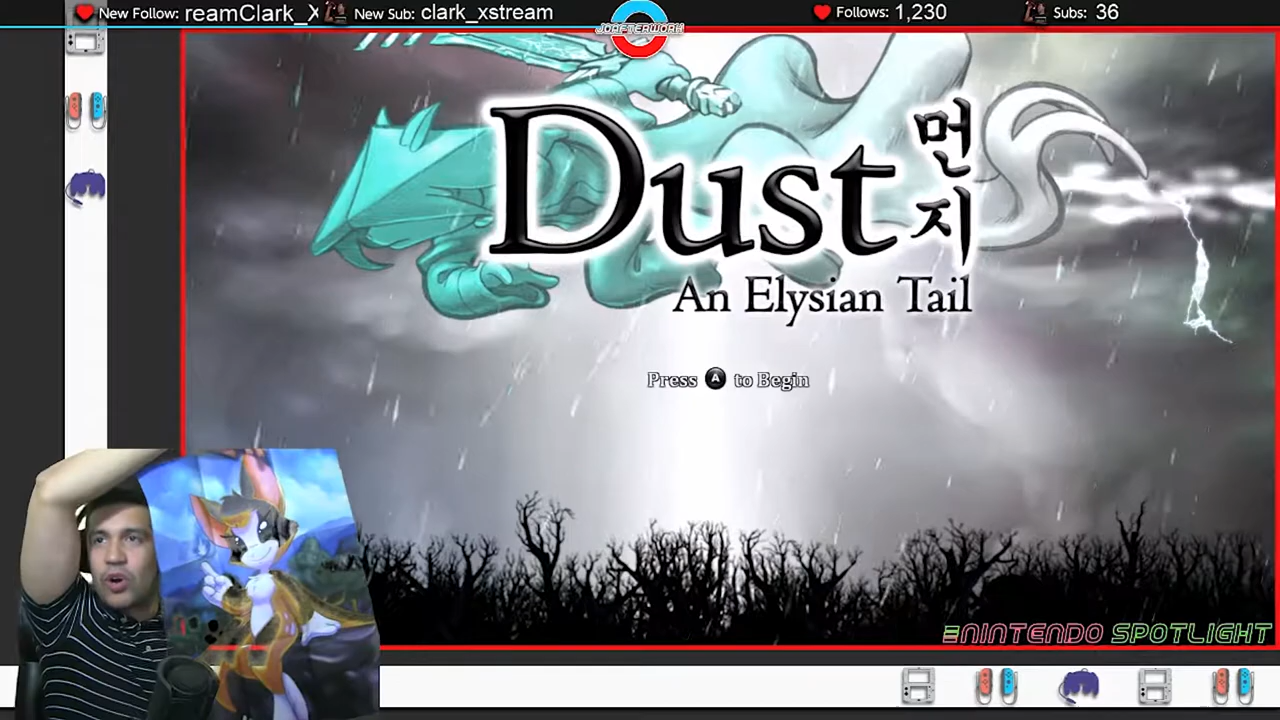 New Follow: reamClark_X
New Sub: clark_xstream
Follows: 1,230
Subs: 36
JDAFTERWORK
Dust
먼지
An Elysian Tail
Press A to Begin
NINTENDO SPOTLIGHT